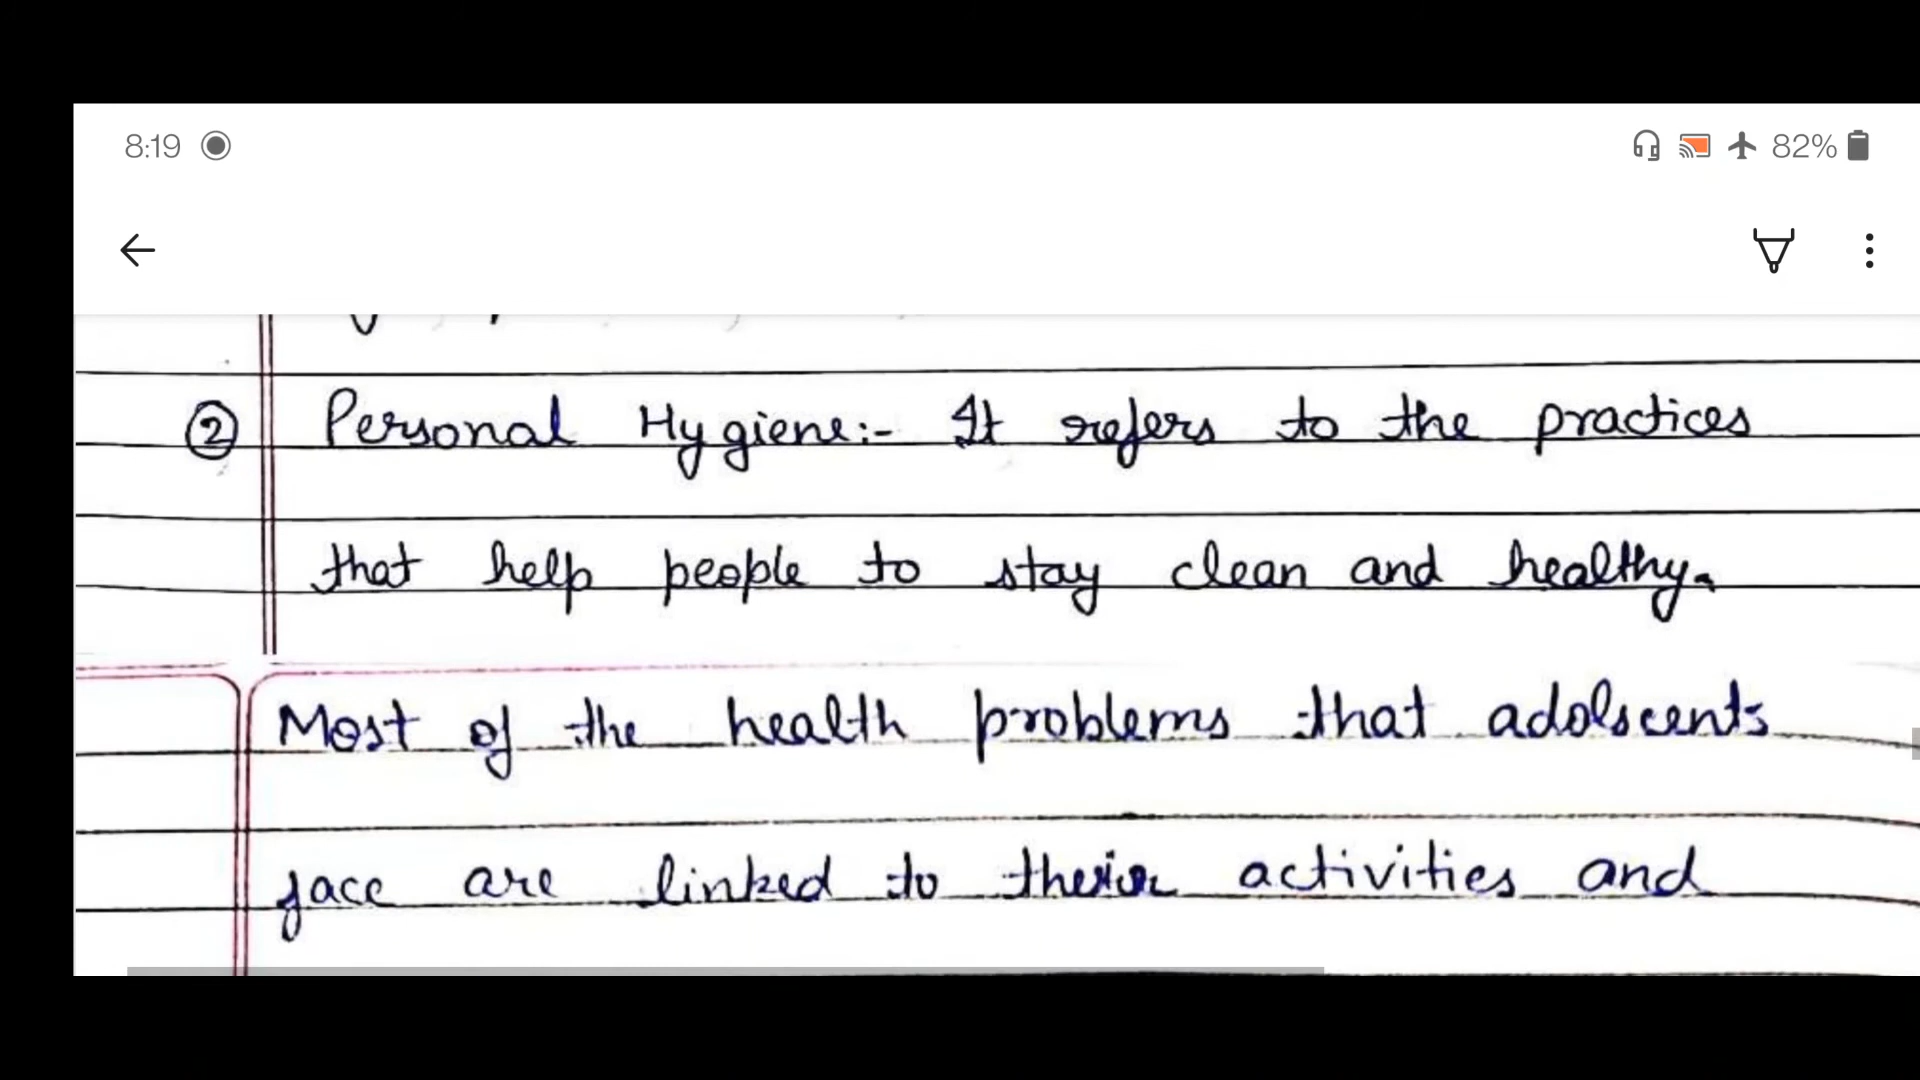 8:19 82%
② Personal Hygiene:- It refers to the practices
that help people to stay clean and healthy.
Most of the health problems that adolscents
face are linked to their activities and